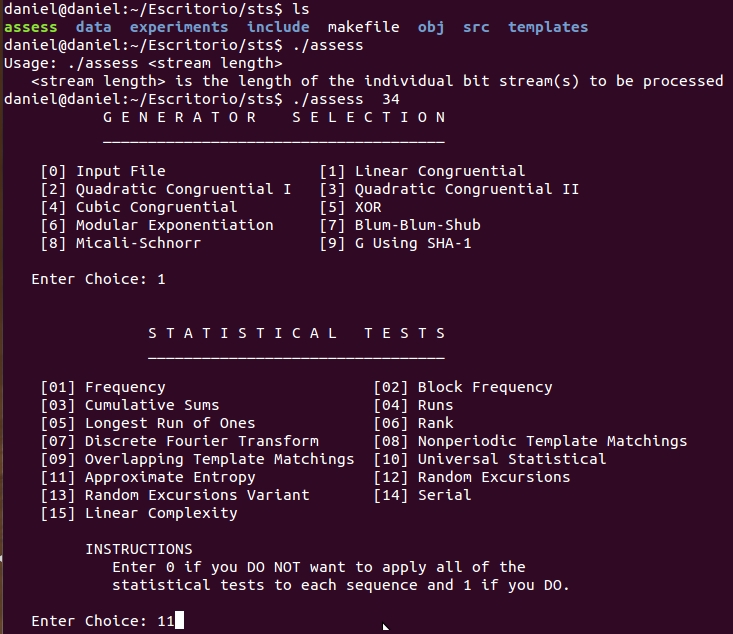 daniel@daniel:~/Escritorio/sts$ ls
assess  data  experiments  include  makefile  obj  src  templates
daniel@daniel:~/Escritorio/sts$ ./assess
Usage: ./assess <stream length>
   <stream length> is the length of the individual bit stream(s) to be processed
daniel@daniel:~/Escritorio/sts$ ./assess  34
           G E N E R A T O R    S E L E C T I O N
           ______________________________________

    [0] Input File                 [1] Linear Congruential
    [2] Quadratic Congruential I   [3] Quadratic Congruential II
    [4] Cubic Congruential         [5] XOR
    [6] Modular Exponentiation     [7] Blum-Blum-Shub
    [8] Micali-Schnorr             [9] G Using SHA-1

   Enter Choice: 1

                S T A T I S T I C A L   T E S T S
                _________________________________

    [01] Frequency                       [02] Block Frequency
    [03] Cumulative Sums                 [04] Runs
    [05] Longest Run of Ones             [06] Rank
    [07] Discrete Fourier Transform      [08] Nonperiodic Template Matchings
    [09] Overlapping Template Matchings  [10] Universal Statistical
    [11] Approximate Entropy             [12] Random Excursions
    [13] Random Excursions Variant       [14] Serial
    [15] Linear Complexity

         INSTRUCTIONS
            Enter 0 if you DO NOT want to apply all of the
            statistical tests to each sequence and 1 if you DO.

   Enter Choice: 11